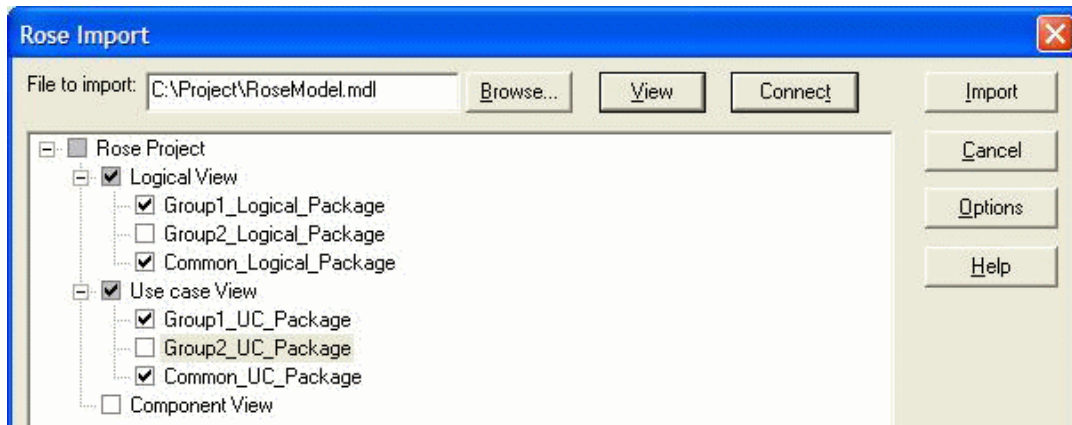 Rose Import
File to import: C:\Project\RoseModel.mdl Browse... View Connect Import
Rose Project
Cancel
Logical View
Group1_Logical_Package
Options
Group2_Logical_Package
Common_Logical_Package
Help
Use case View
Group1_UC_Package
Group2_UC_Package
Common_UC_Package
Component View